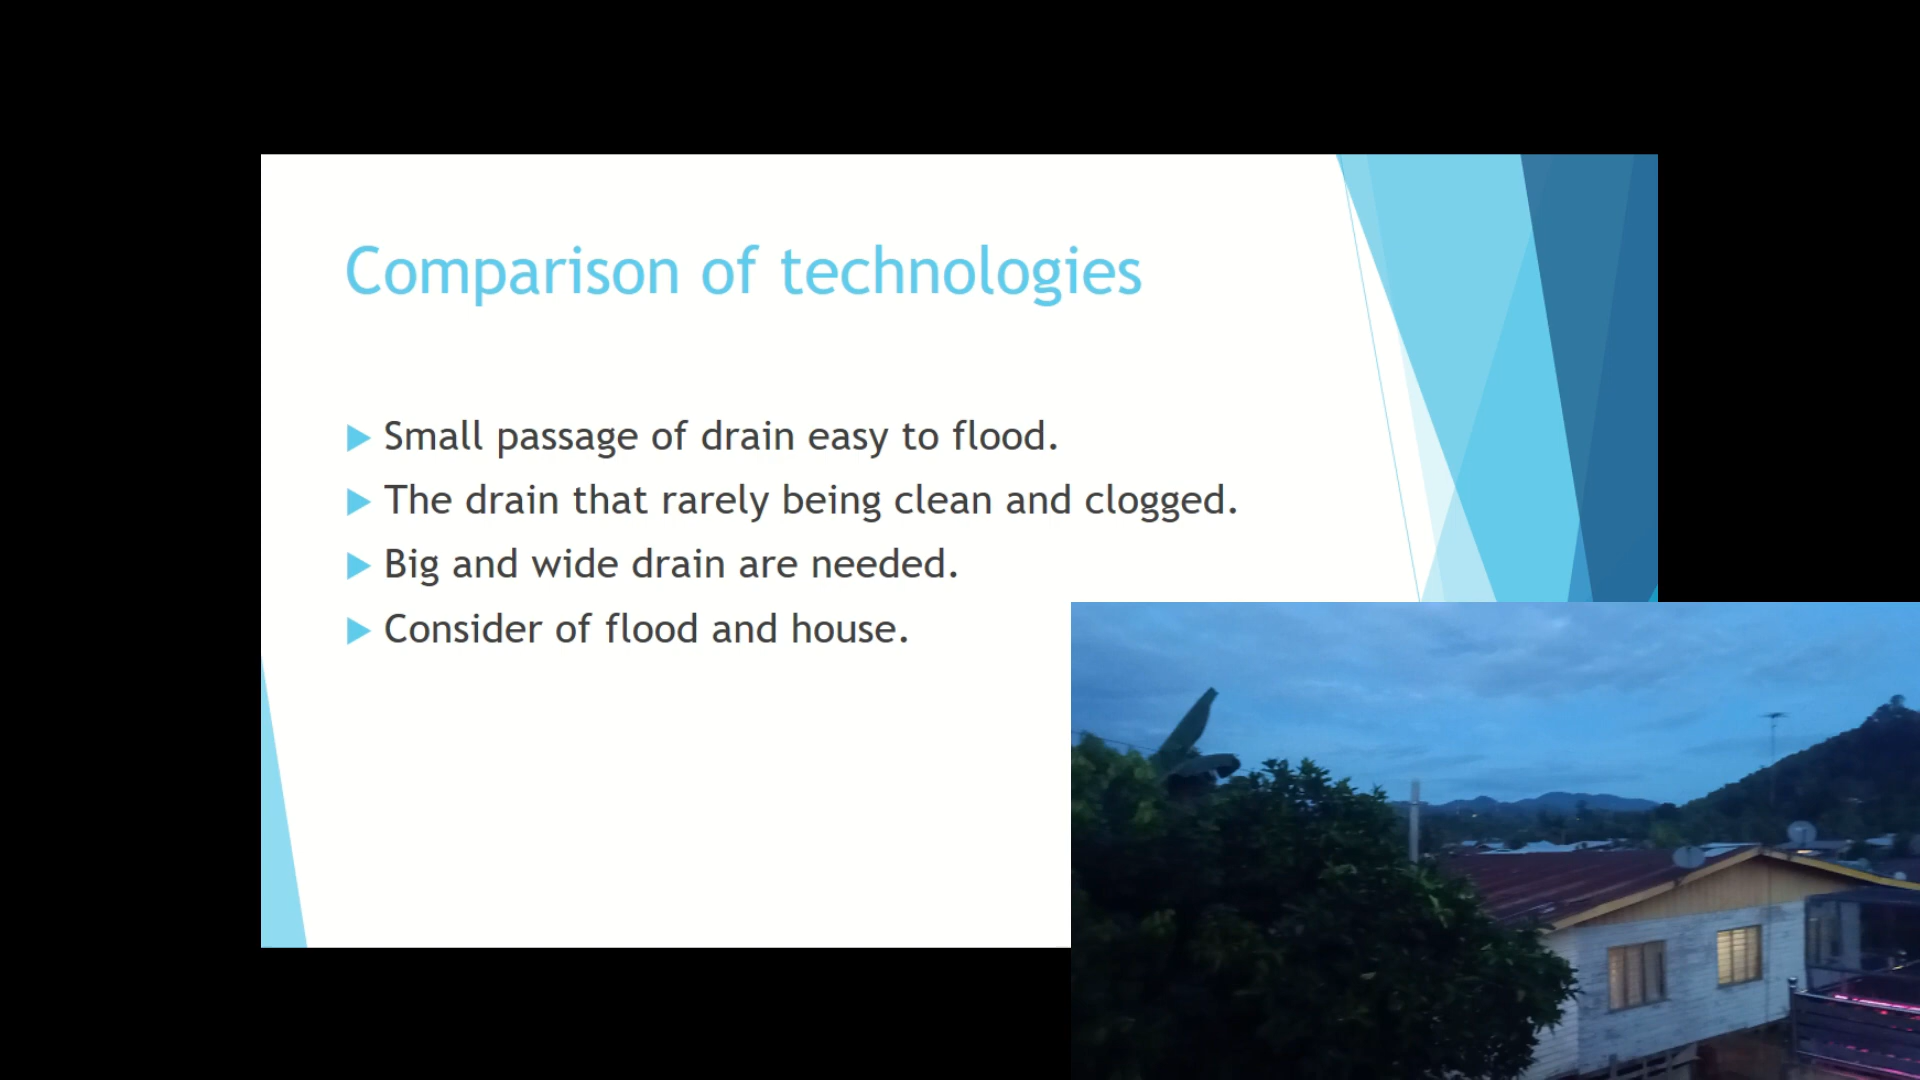 Comparison of technologies
Small passage of drain easy to flood.
The drain that rarely being clean and clogged.
Big and wide drain are needed.
Consider of flood and house.